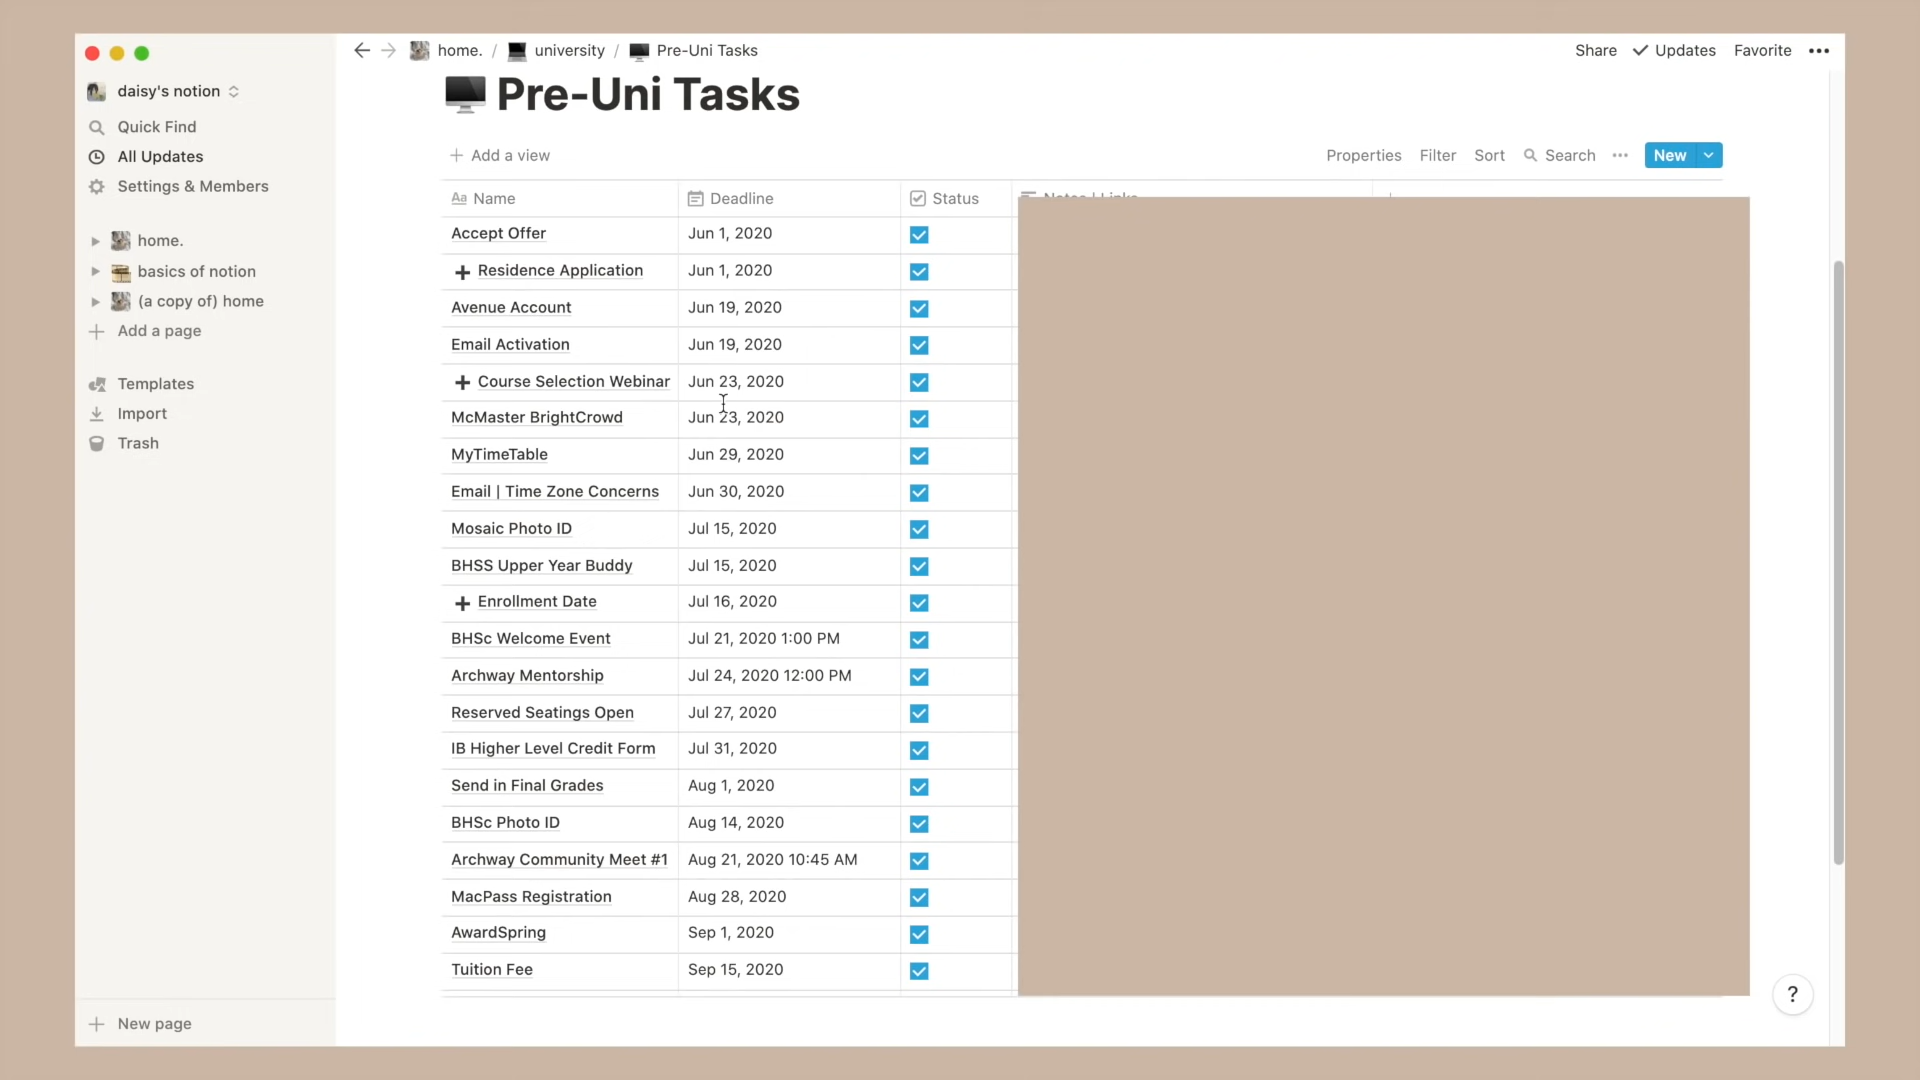 home. / university / Pre-Uni Tasks
Share Updates Favorite
daisy's notion
Quick Find
All Updates
Settings & Members
home.
basics of notion
(a copy of) home
Add a page
Templates
Import
Trash
New page
Pre-Uni Tasks
Add a view
Properties Filter Sort Search New
Aa Name Deadline Status Notes | Links
Accept Offer Jun 1, 2020
Residence Application Jun 1, 2020
Avenue Account Jun 19, 2020
Email Activation Jun 19, 2020
Course Selection Webinar Jun 23, 2020
McMaster BrightCrowd Jun 23, 2020
MyTimeTable Jun 29, 2020
Email | Time Zone Concerns Jun 30, 2020
Mosaic Photo ID Jul 15, 2020
BHSS Upper Year Buddy Jul 15, 2020
Enrollment Date Jul 16, 2020
BHSc Welcome Event Jul 21, 2020 1:00 PM
Archway Mentorship Jul 24, 2020 12:00 PM
Reserved Seatings Open Jul 27, 2020
IB Higher Level Credit Form Jul 31, 2020
Send in Final Grades Aug 1, 2020
BHSc Photo ID Aug 14, 2020
Archway Community Meet #1 Aug 21, 2020 10:45 AM
MacPass Registration Aug 28, 2020
AwardSpring Sep 1, 2020
Tuition Fee Sep 15, 2020
?